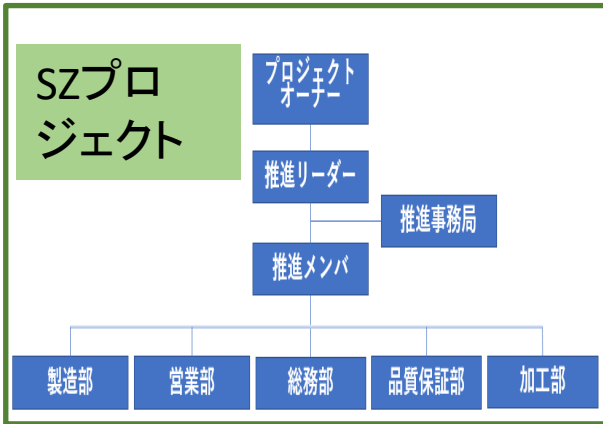 SZプロ
ジェクト
プロジェクト
オーナー
推進リーダー
推進事務局
推進メンバ
製造部
営業部
総務部
品質保証部
加工部